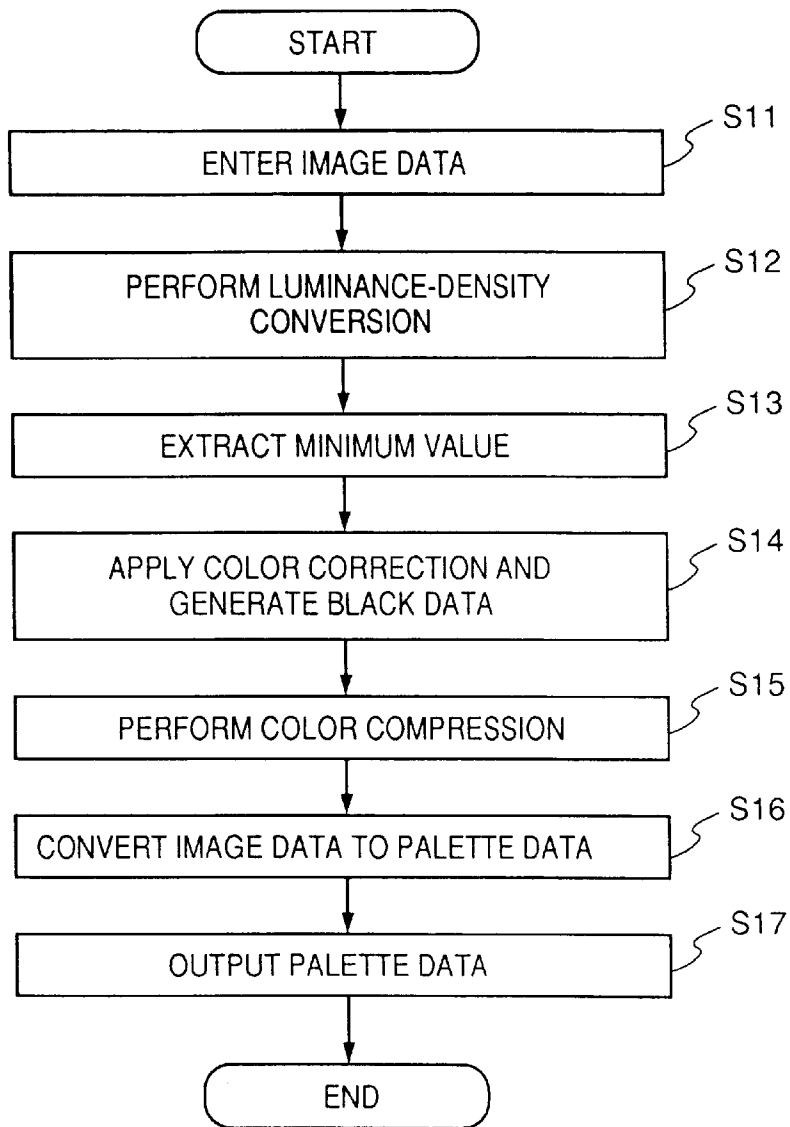 START
S11
ENTER IMAGE DATA
S12
PERFORM LUMINANCE-DENSITY
CONVERSION
S13
EXTRACT MINIMUM VALUE
S14
APPLY COLOR CORRECTION AND
GENERATE BLACK DATA
S15
PERFORM COLOR COMPRESSION
S16
CONVERT IMAGE DATA TO PALETTE DATA
S17
OUTPUT PALETTE DATA
END